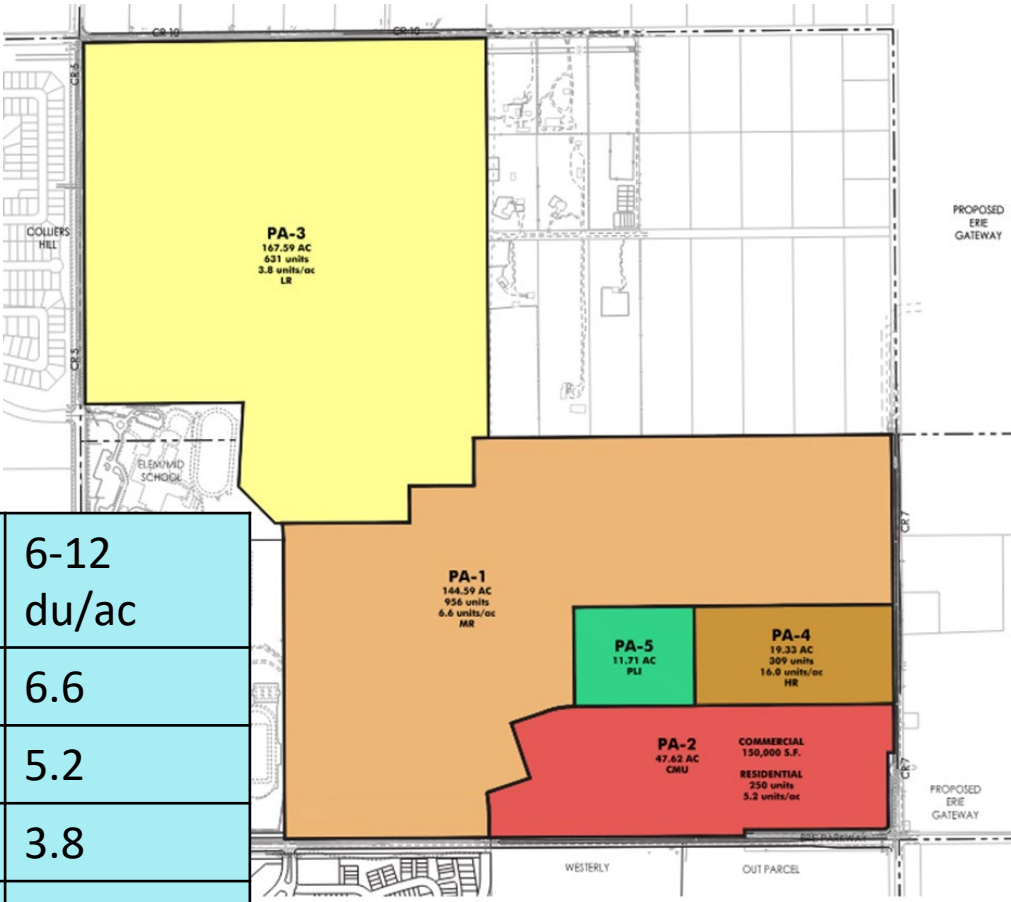 CR 10
CR 10
CR 5
COLLIERS
HILL
PA-3
167.59 AC
631 units
3.8 units/ac
LR
PROPOSED
ERIE
GATEWAY
CR 5
ELEM/MID
SCHOOL
CR 7
6-12
du/ac
6.6
5.2
3.8
PA-1
144.59 AC
956 units
6.6 units/ac
MR
PA-5
11.71 AC
PLI
PA-4
19.33 AC
309 units
16.0 units/ac
HR
PA-2
47.62 AC
CMU
COMMERCIAL
150,000 S.F.
RESIDENTIAL
250 units
5.2 units/ac
CR 7
PROPOSED
ERIE
GATEWAY
ERIE PARKWAY
WESTERLY
OUT PARCEL